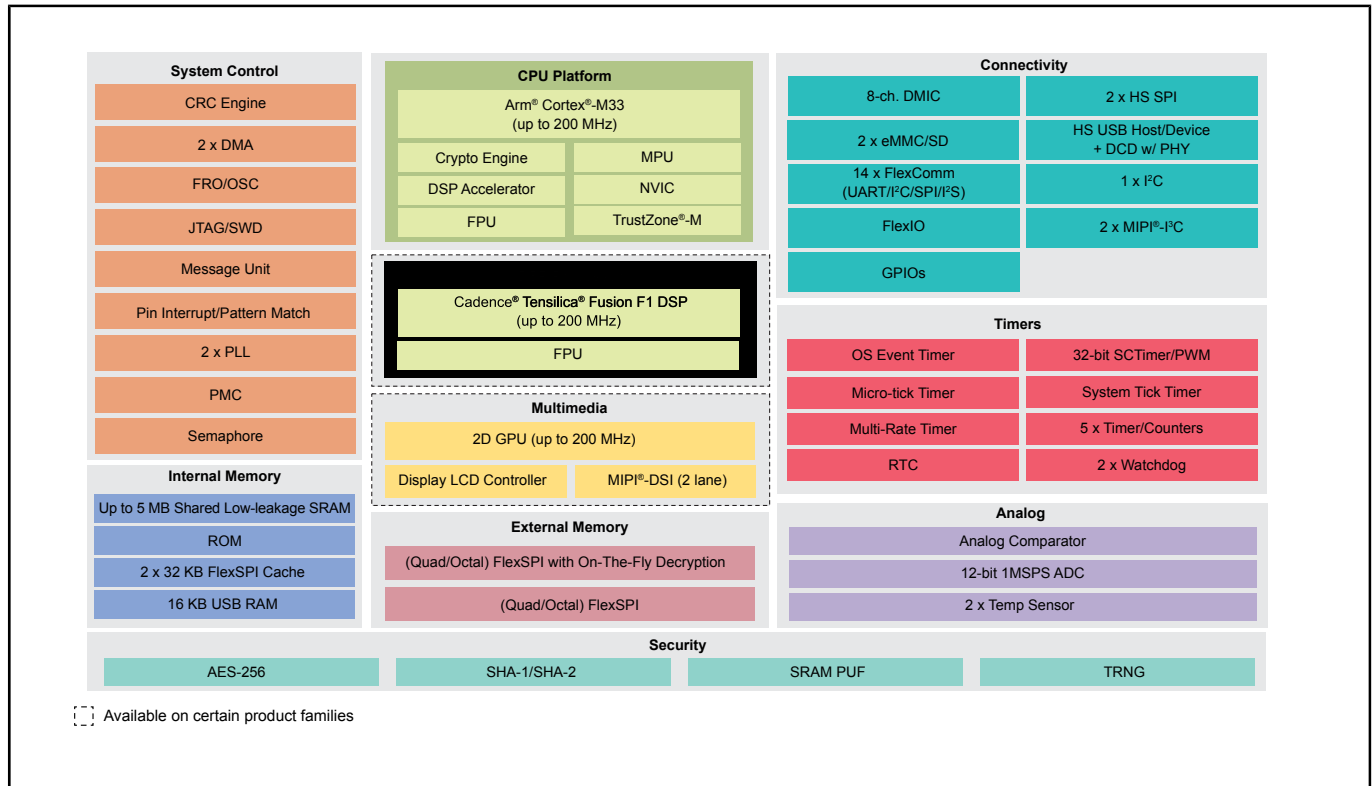 System Control
CRC Engine
2 x DMA
FRO/OSC
JTAG/SWD
Message Unit
Pin Interrupt/Pattern Match
2 x PLL
PMC
Semaphore
Internal Memory
Up to 5 MB Shared Low-leakage SRAM
ROM
2 x 32 KB FlexSPI Cache
16 KB USB RAM
CPU Platform
Arm® Cortex®-M33
(up to 200 MHz)
Crypto Engine
MPU
DSP Accelerator
NVIC
FPU
TrustZone®-M
Cadence® Tensilica® Fusion F1 DSP
(up to 200 MHz)
FPU
Multimedia
2D GPU (up to 200 MHz)
Display LCD Controller
MIPI®-DSI (2 lane)
External Memory
(Quad/Octal) FlexSPI with On-The-Fly Decryption
(Quad/Octal) FlexSPI
Connectivity
8-ch. DMIC
2 x HS SPI
2 x eMMC/SD
HS USB Host/Device
+ DCD w/ PHY
14 x FlexComm
(UART/I²C/SPI/I²S)
1 x I²C
FlexIO
2 x MIPI®-I³C
GPIOs
Timers
OS Event Timer
32-bit SCTimer/PWM
Micro-tick Timer
System Tick Timer
Multi-Rate Timer
5 x Timer/Counters
RTC
2 x Watchdog
Analog
Analog Comparator
12-bit 1MSPS ADC
2 x Temp Sensor
Security
AES-256
SHA-1/SHA-2
SRAM PUF
TRNG
Available on certain product families